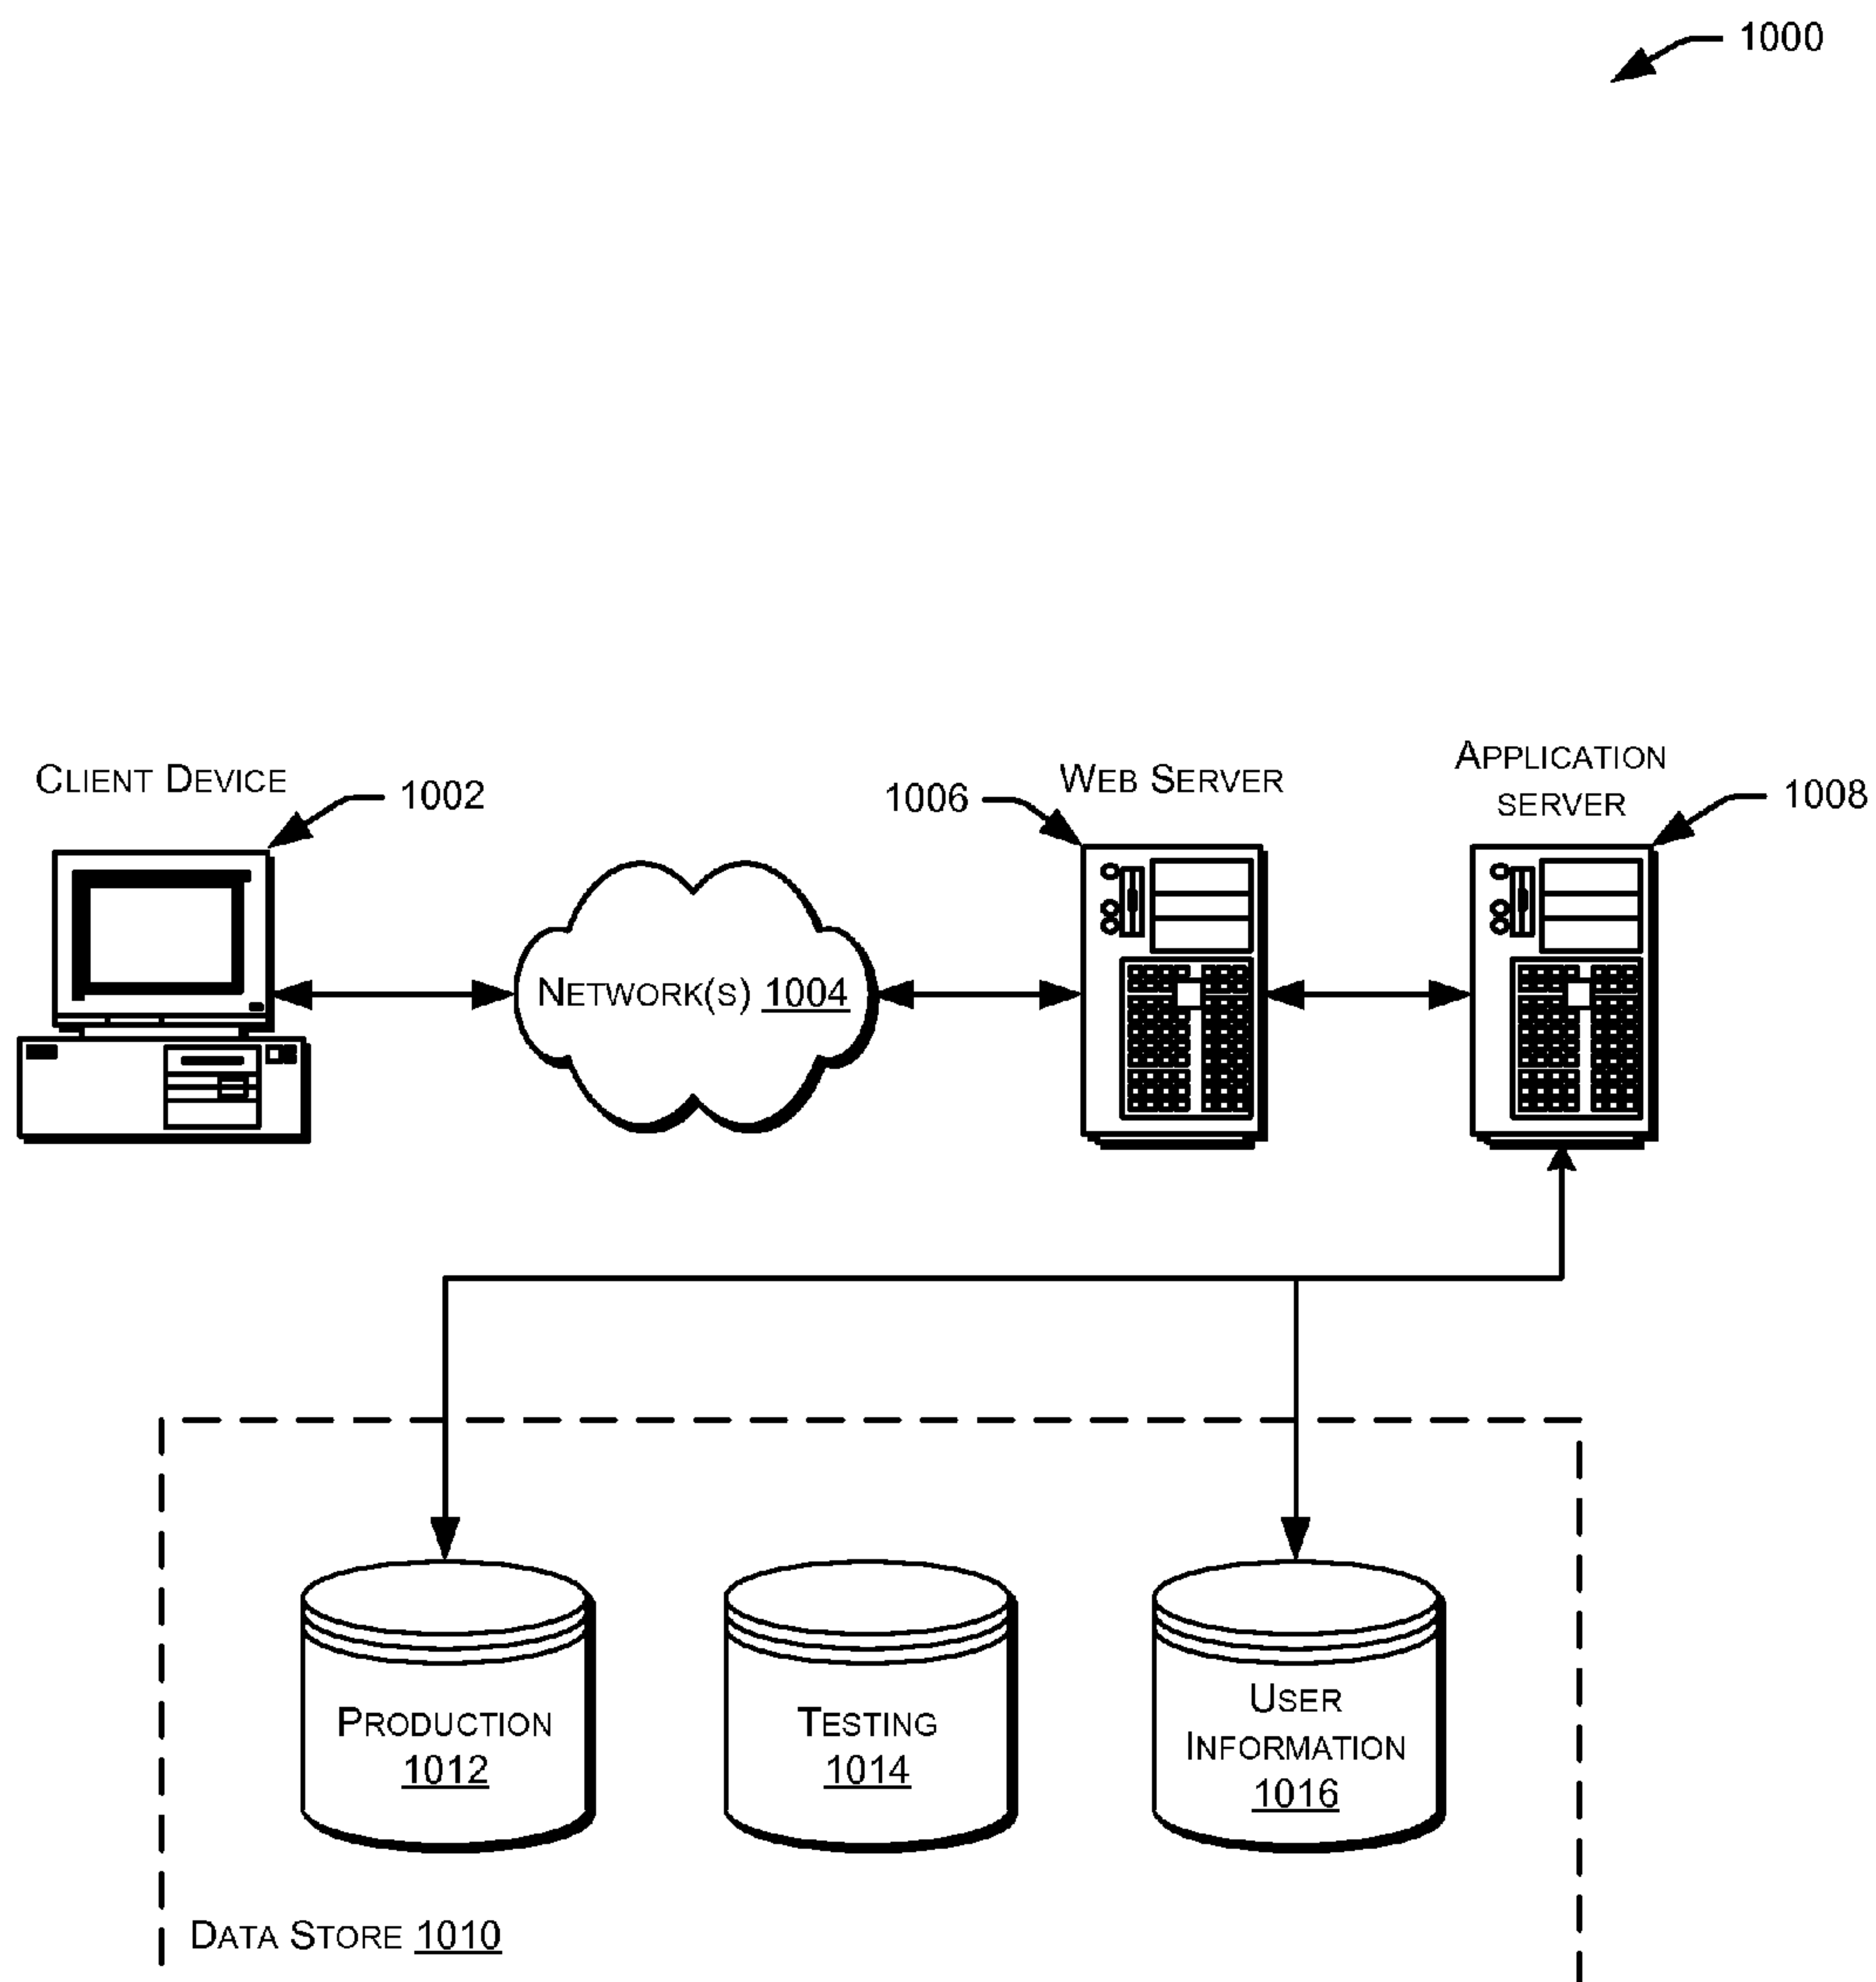 1000
CLIENT DEVICE
1002
1006
WEB SERVER
APPLICATION
SERVER
1008
NETWORK(S) 1004
PRODUCTION
1012
TESTING
1014
USER
INFORMATION
1016
DATA STORE 1010